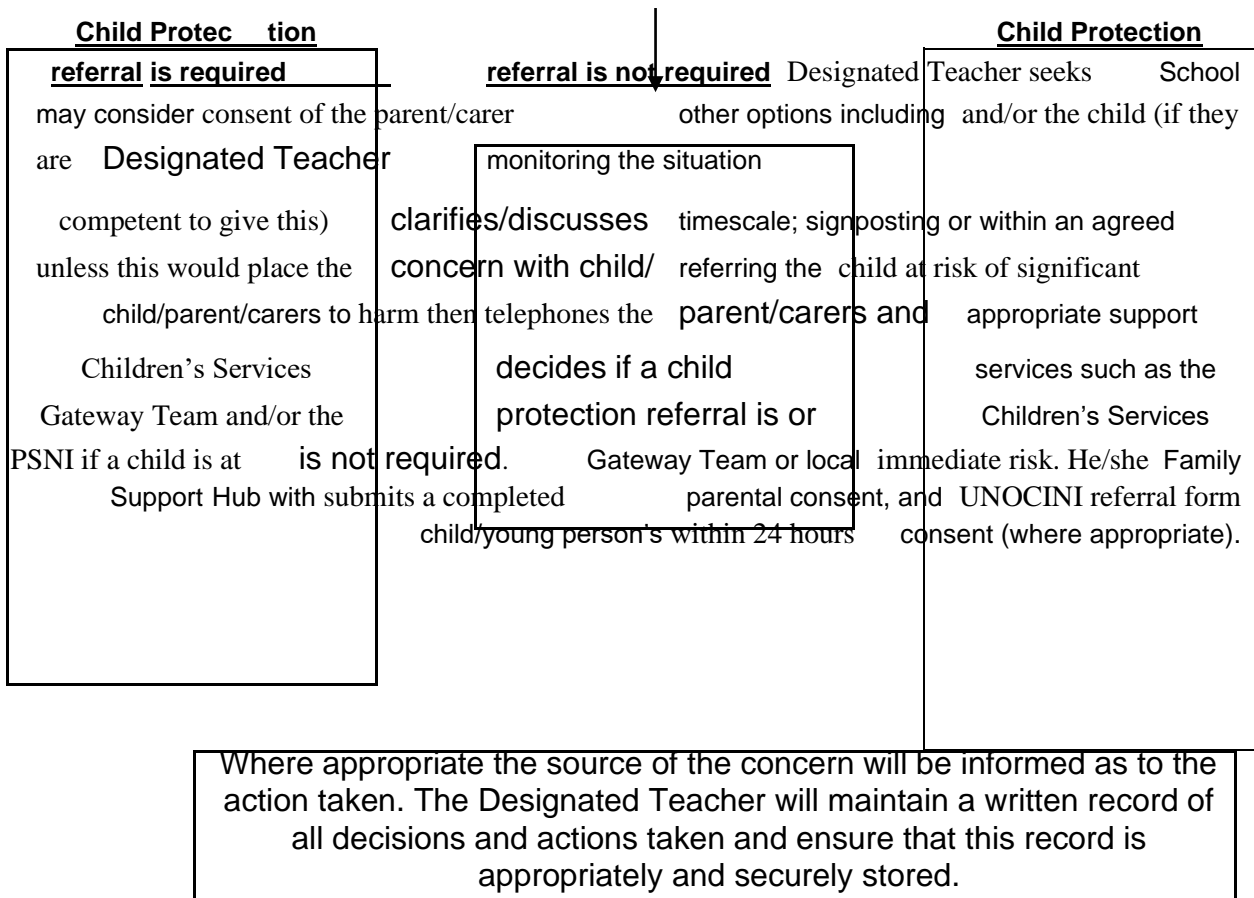 Child Protec tion Child Protection
referral is required referral is not required Designated Teacher seeks School
may consider consent of the parent/carer other options including and/or the child (if they
are Designated Teacher monitoring the situation
competent to give this) clarifies/discusses timescale; signposting or within an agreed
unless this would place the concern with child/ referring the child at risk of significant
child/parent/carers to harm then telephones the parent/carers and appropriate support
Children's Services decides if a child services such as the
Gateway Team and/or the protection referral is or Children's Services
PSNI if a child is at is not required. Gateway Team or local immediate risk. He/she Family
Support Hub with submits a completed parental consent, and UNOCINI referral form
child/young person's within 24 hours consent (where appropriate).
Where appropriate the source of the concern will be informed as to the
action taken. The Designated Teacher will maintain a written record of
all decisions and actions taken and ensure that this record is
appropriately and securely stored.